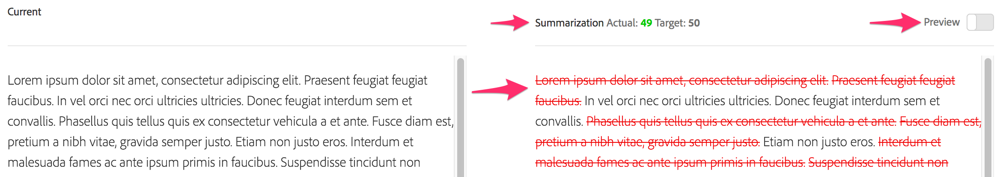 Current
Lorem ipsum dolor sit amet, consectetur adipiscing elit. Praesent feugiat feugiat
faucibus. In vel orci nec orci ultricies ultricies. Donec feugiat interdum sem et
convallis. Phasellus quis tellus quis ex consectetur vehicula a et ante. Fusce diam est,
pretium a nibh vitae, gravida semper justo. Etiam non justo eros. Interdum et
malesuada fames ac ante ipsum primis in faucibus. Suspendisse tincidunt non
Summarization Actual: 49 Target: 50
Preview
Lorem ipsum dolor sit amet, consectetur adipiscing elit. Praesent feugiat feugiat
faucibus. In vel orci nec orci ultricies ultricies. Donec feugiat interdum sem et
convallis. Phasellus quis tellus quis ex consectetur vehicula a et ante. Fusce diam est,
pretium a nibh vitae, gravida semper justo. Etiam non justo eros. Interdum et
malesuada fames ac ante ipsum primis in faucibus. Suspendisse tincidunt non